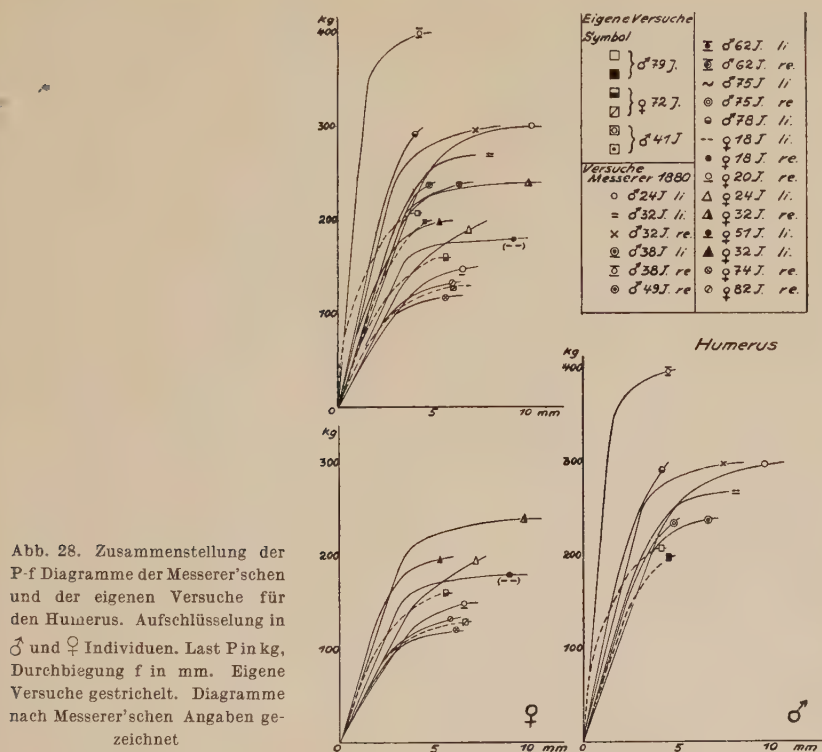 kg
400
300
200
100
0
5
10 mm
(--)
Eigene Versuche
Symbol
} ♂ 79 J.
} ♀ 72 J.
} ♂ 41 J
Versuche
Messerer 1880
○ ♂ 24 J li
= ♂ 32 J. li.
× ♂ 32 J. re.
♂ 38 J li
♂ 38 J. re
♂ 49 J. re
♂ 62 J. li
♂ 62 J. re.
~ ♂ 75 J li
◎ ♂ 75 J. re
♂ 78 J. li.
-- ♀ 18 J li.
● ♀ 18 J. re.
♀ 20 J. re.
△ ♀ 24 J li
♀ 32 J. re.
♀ 51 J li.
▲ ♀ 32 J. li
⊗ ♀ 74 J. re
⊘ ♀ 82 J. re.
Humerus
kg
300
200
100
0
5
10 mm
(--)
♀
kg
400
300
200
100
0
5
10 mm
♂
Abb. 28. Zusammenstellung der
P-f Diagramme der Messerer'schen
und der eigenen Versuche für
den Humerus. Aufschlüsselung in
♂ und ♀ Individuen. Last P in kg,
Durchbiegung f in mm. Eigene
Versuche gestrichelt. Diagramme
nach Messerer'schen Angaben ge-
zeichnet